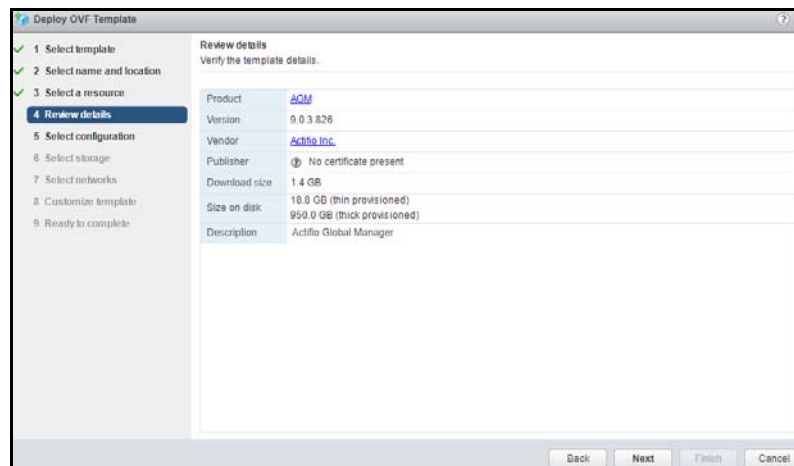 Deploy OVF Template
1 Select template
2 Select name and location
3 Select a resource
4 Review details
5 Select configuration
6 Select storage
7 Select networks
8 Customize template
9 Ready to complete
Review details
Verify the template details.
Product AGM
Version 9.0.3.826
Vendor Actifio Inc.
Publisher No certificate present
Download size 1.4 GB
Size on disk 18.8 GB (thin provisioned)
950.0 GB (thick provisioned)
Description Actifio Global Manager
Back Next Finish Cancel